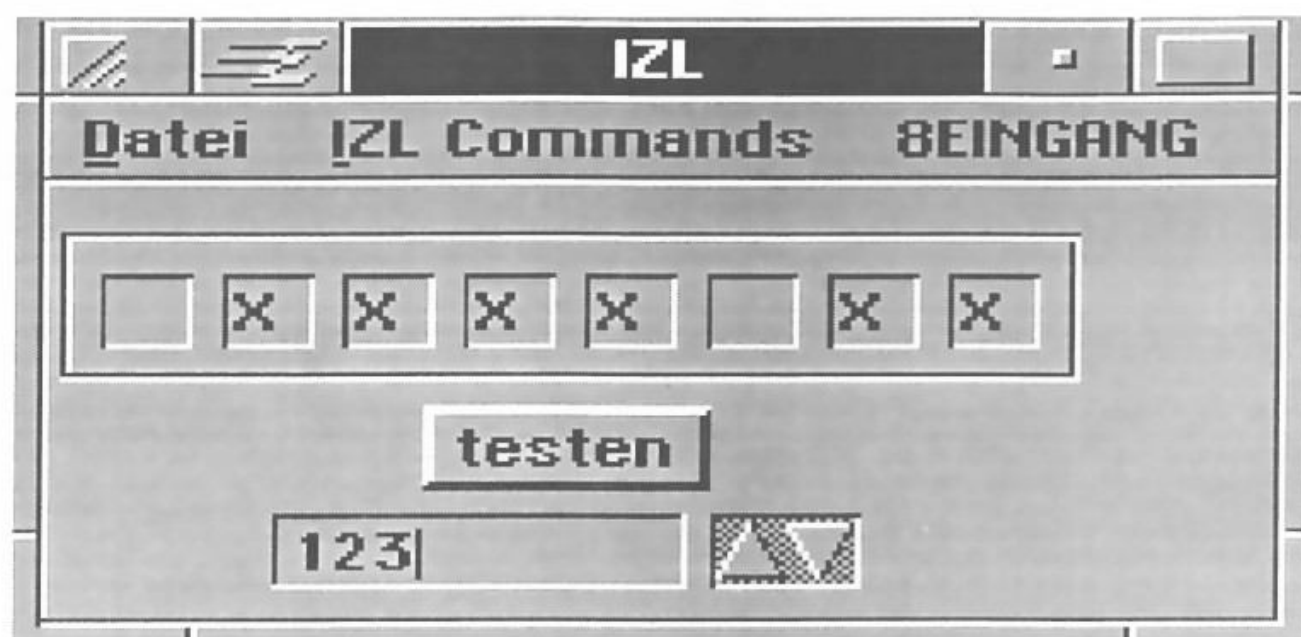 IZL
Datei IZL Commands 8EINGANG
X X X X X X
testen
123